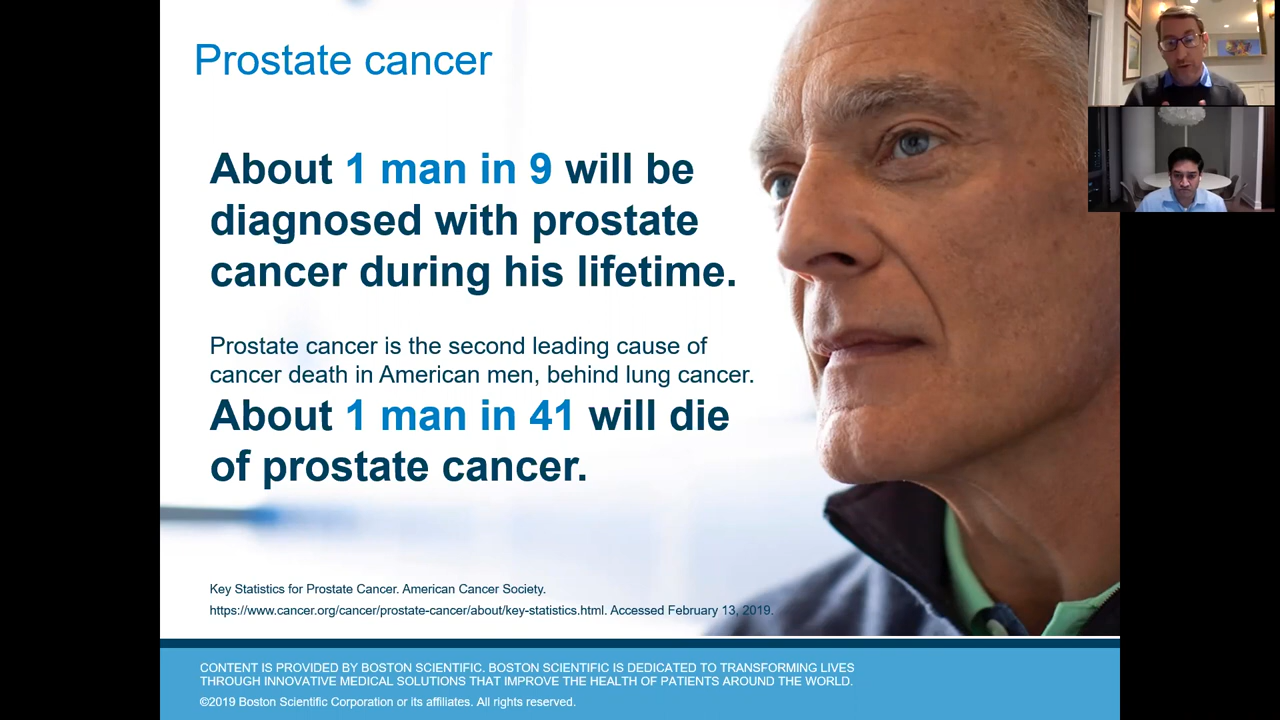 Prostate cancer
About 1 man in 9 will be
diagnosed with prostate
cancer during his lifetime.
Prostate cancer is the second leading cause of
cancer death in American men, behind lung cancer.
About 1 man in 41 will die
of prostate cancer.
Key Statistics for Prostate Cancer. American Cancer Society.
https://www.cancer.org/cancer/prostate-cancer/about/key-statistics.html. Accessed February 13, 2019.
CONTENT IS PROVIDED BY BOSTON SCIENTIFIC. BOSTON SCIENTIFIC IS DEDICATED TO TRANSFORMING LIVES
THROUGH INNOVATIVE MEDICAL SOLUTIONS THAT IMPROVE THE HEALTH OF PATIENTS AROUND THE WORLD.
©2019 Boston Scientific Corporation or its affiliates. All rights reserved.